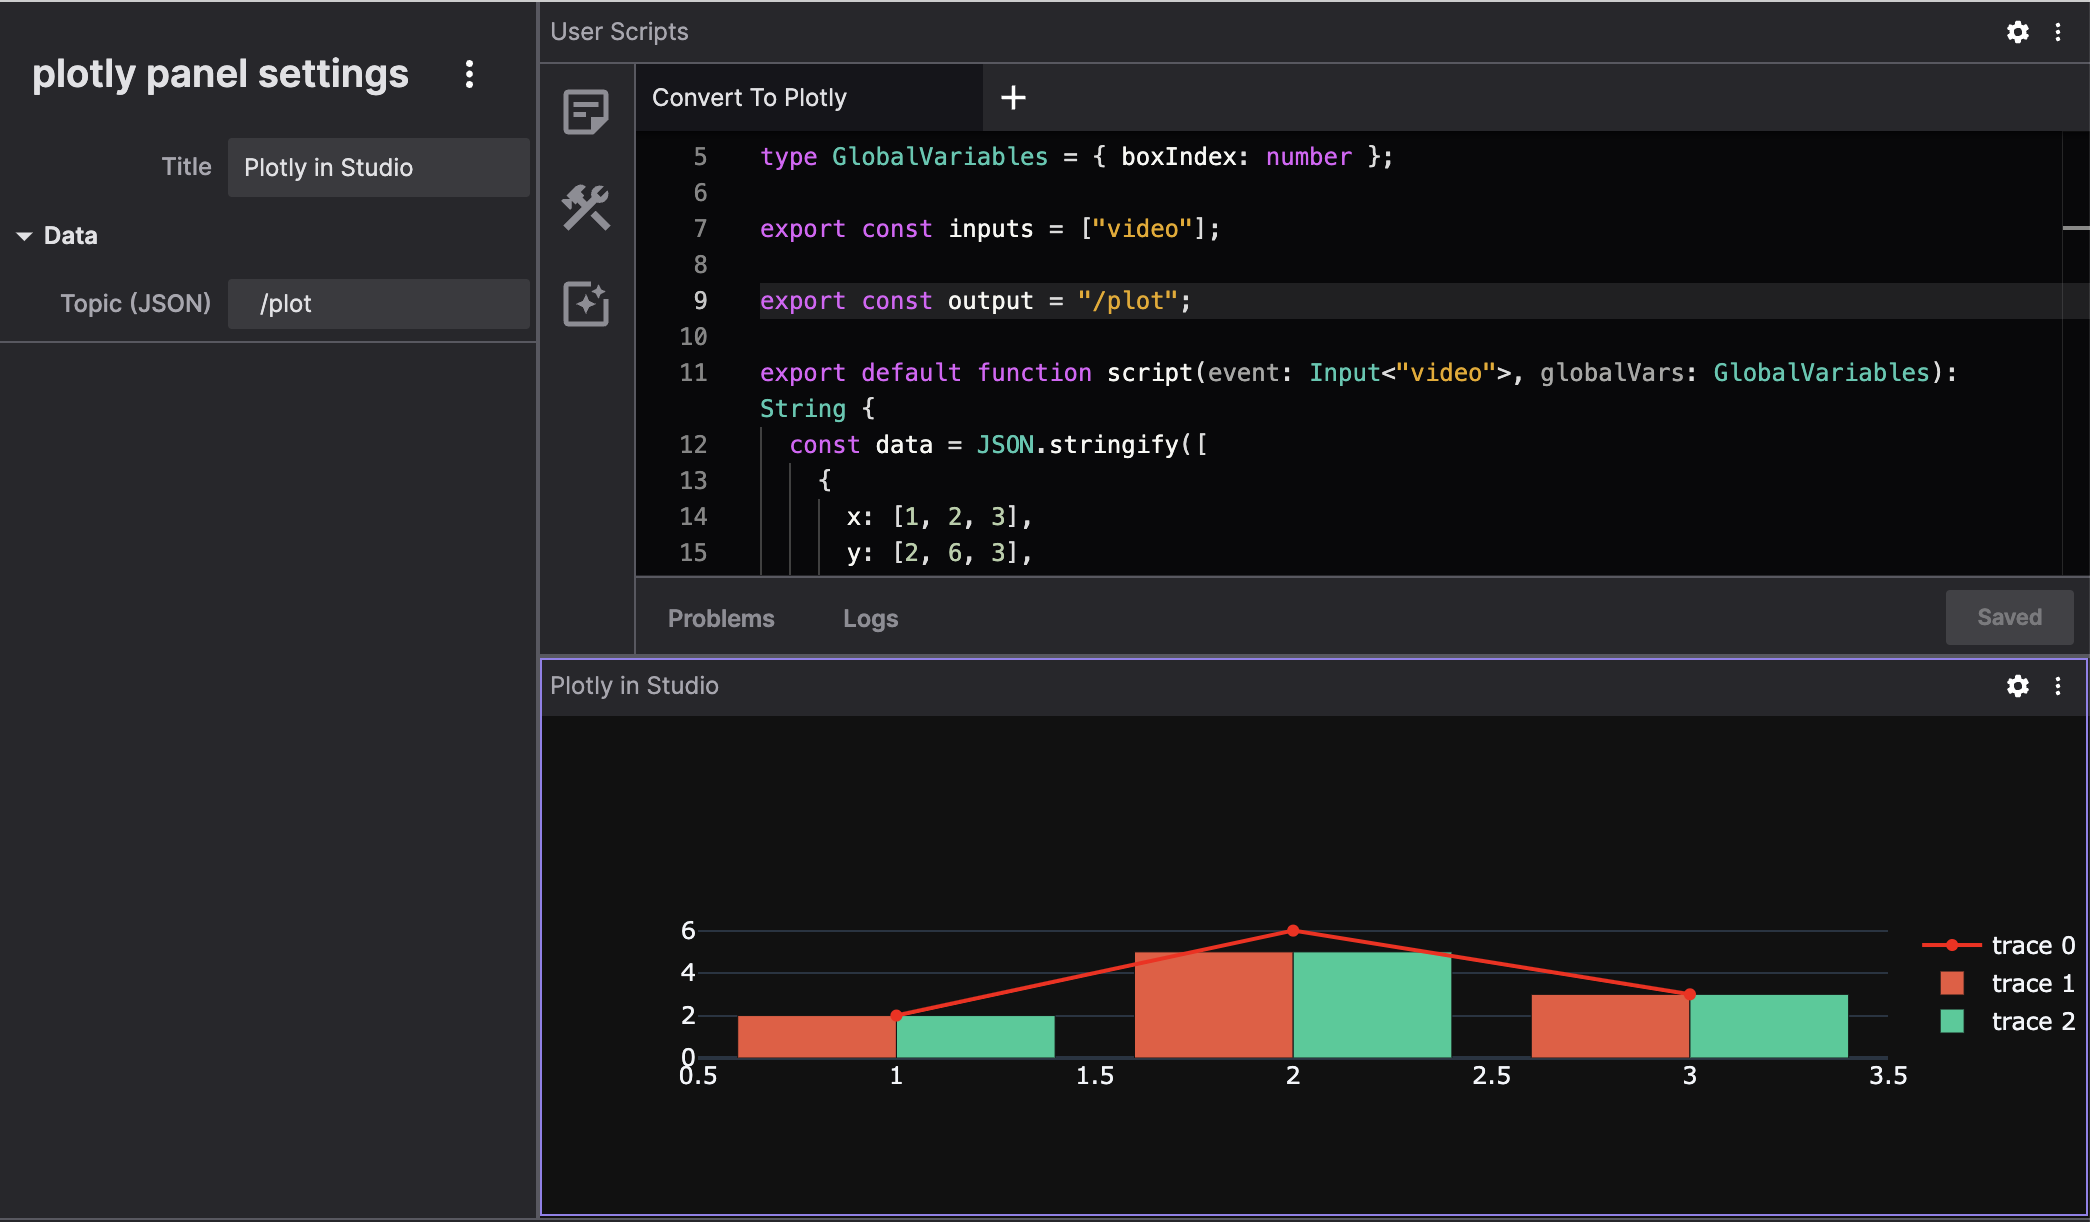 plotly panel settings
Title
Plotly in Studio
Data
Topic (JSON)
/plot
User Scripts
Convert To Plotly
5 type GlobalVariables = { boxIndex: number };
6
7 export const inputs = ["video"];
8
9 export const output = "/plot";
10
11 export default function script(event: Input<"video">, globalVars: GlobalVariables):
String {
12 const data = JSON.stringify([
13 {
14 x: [1, 2, 3],
15 y: [2, 6, 3],
Problems
Logs
Saved
Plotly in Studio
6
4
2
0
0.5 1 1.5 2 2.5 3 3.5
trace 0
trace 1
trace 2